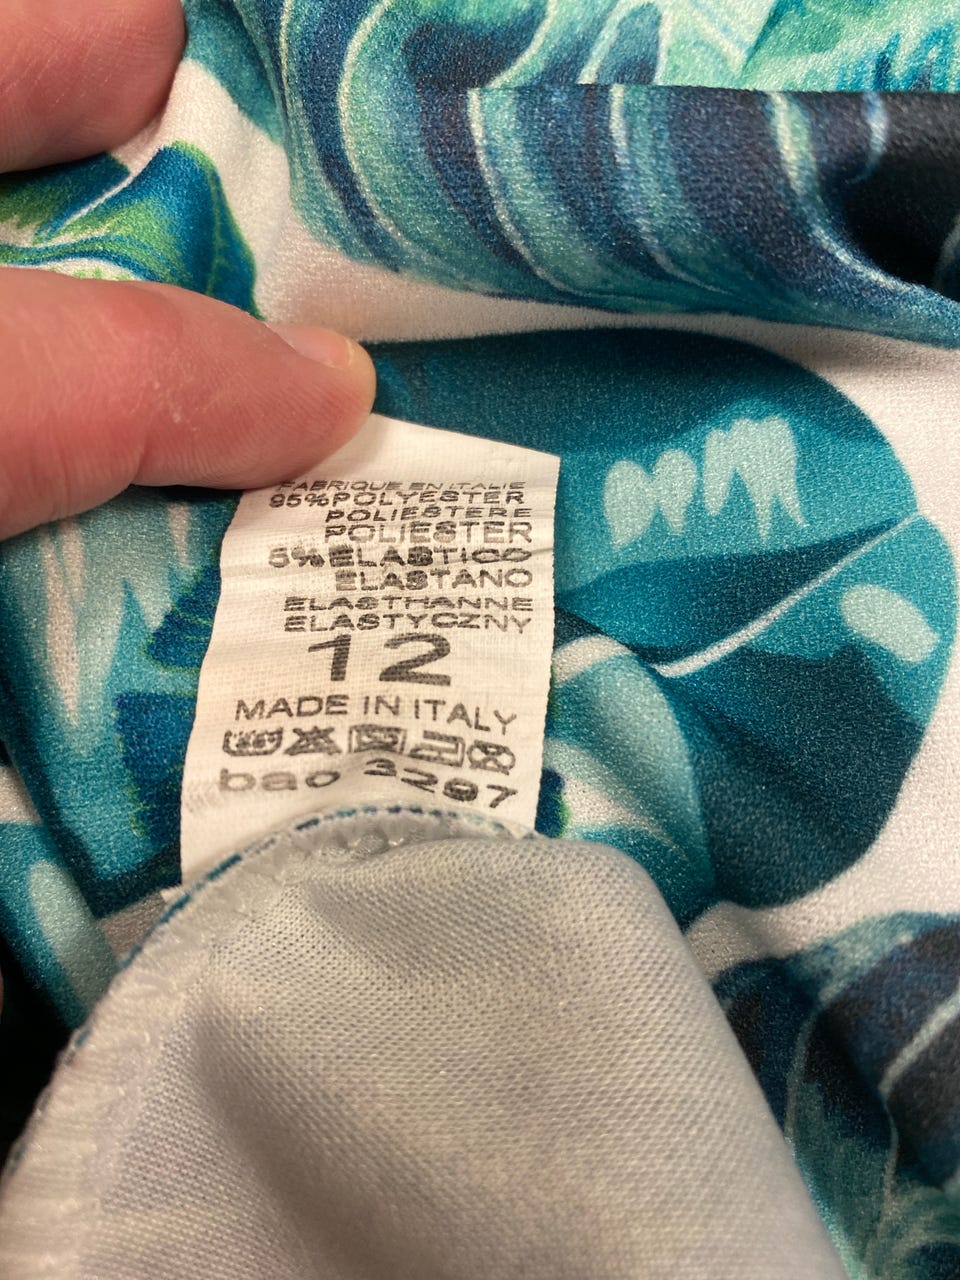 FABRIQUE EN ITALIE
95%POLYESTER
POLIESTERE
POLIESTER
5%ELASTICO
ELASTANO
ELASTHANNE
ELASTYCZNY
12
MADE IN ITALY
bao 3297